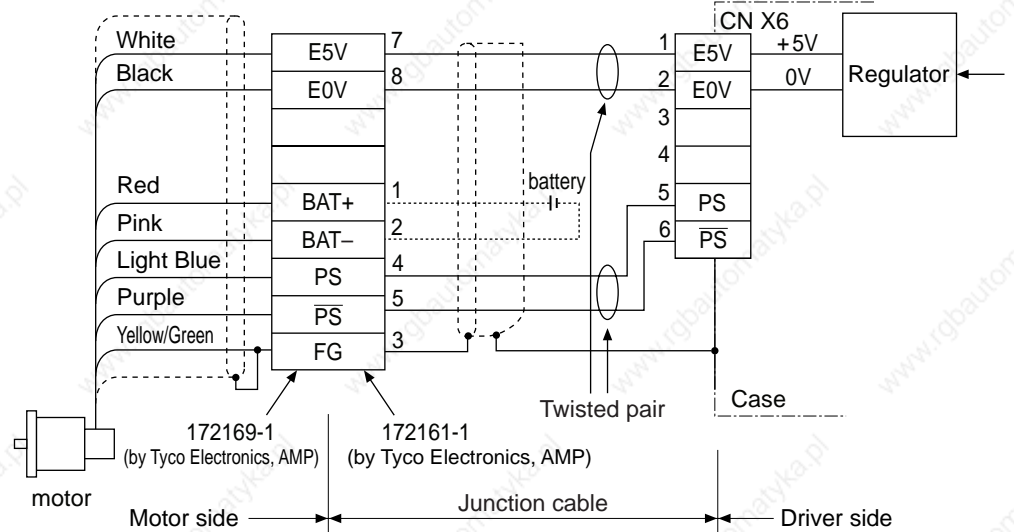 CN X6
White
E5V
7
1
E5V
+5V
Black
E0V
8
2
E0V
0V
Regulator
3
4
Red
BAT+
1
battery
5
PS
Pink
BAT–
2
6
P̅S̅
Light Blue
PS
4
Purple
P̅S̅
5
Yellow/Green
FG
3
Twisted pair
Case
172169-1
(by Tyco Electronics, AMP)
172161-1
(by Tyco Electronics, AMP)
motor
Motor side
Junction cable
Driver side
www.rgbautomatyka.pl